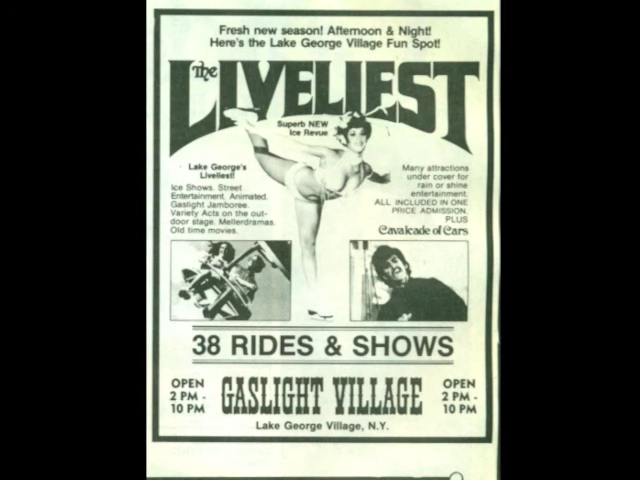 Fresh new season! Afternoon & Night!
Here's the Lake George Village Fun Spot!
The LIVELIEST
Superb NEW
Ice Revue
Lake George's
Liveliest!
Ice Shows. Street
Entertainment. Animated.
Gaslight Jamboree.
Variety Acts on the out-
door stage. Mellerdramas.
Old time movies.
Many attractions
under cover for
rain or shine
entertainment.
ALL INCLUDED IN ONE
PRICE ADMISSION.
PLUS
Cavalcade of Cars
38 RIDES & SHOWS
OPEN
2 PM -
10 PM
GASLIGHT VILLAGE
Lake George Village, N.Y.
OPEN
2 PM -
10 PM